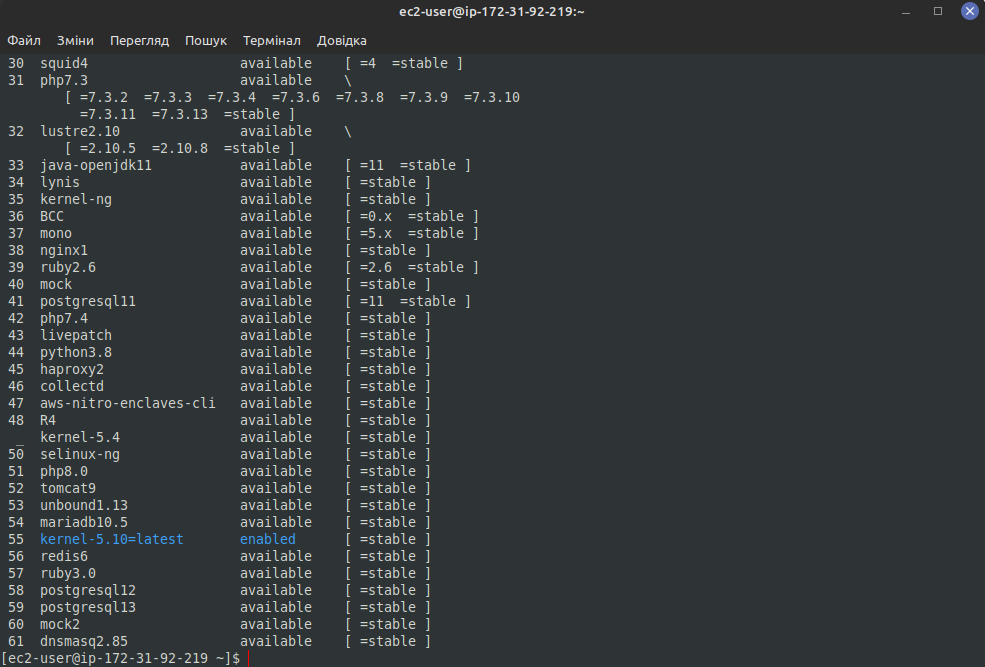 ec2-user@ip-172-31-92-219:~
Файл Зміни Перегляд Пошук Термінал Довідка
30 squid4 available [ =4 =stable ]
31 php7.3 available \
[ =7.3.2 =7.3.3 =7.3.4 =7.3.6 =7.3.8 =7.3.9 =7.3.10
=7.3.11 =7.3.13 =stable ]
32 lustre2.10 available \
[ =2.10.5 =2.10.8 =stable ]
33 java-openjdk11 available [ =11 =stable ]
34 lynis available [ =stable ]
35 kernel-ng available [ =stable ]
36 BCC available [ =0.x =stable ]
37 mono available [ =5.x =stable ]
38 nginx1 available [ =stable ]
39 ruby2.6 available [ =2.6 =stable ]
40 mock available [ =stable ]
41 postgresql11 available [ =11 =stable ]
42 php7.4 available [ =stable ]
43 livepatch available [ =stable ]
44 python3.8 available [ =stable ]
45 haproxy2 available [ =stable ]
46 collectd available [ =stable ]
47 aws-nitro-enclaves-cli available [ =stable ]
48 R4 available [ =stable ]
_ kernel-5.4 available [ =stable ]
50 selinux-ng available [ =stable ]
51 php8.0 available [ =stable ]
52 tomcat9 available [ =stable ]
53 unbound1.13 available [ =stable ]
54 mariadb10.5 available [ =stable ]
55 kernel-5.10=latest enabled [ =stable ]
56 redis6 available [ =stable ]
57 ruby3.0 available [ =stable ]
58 postgresql12 available [ =stable ]
59 postgresql13 available [ =stable ]
60 mock2 available [ =stable ]
61 dnsmasq2.85 available [ =stable ]
[ec2-user@ip-172-31-92-219 ~]$